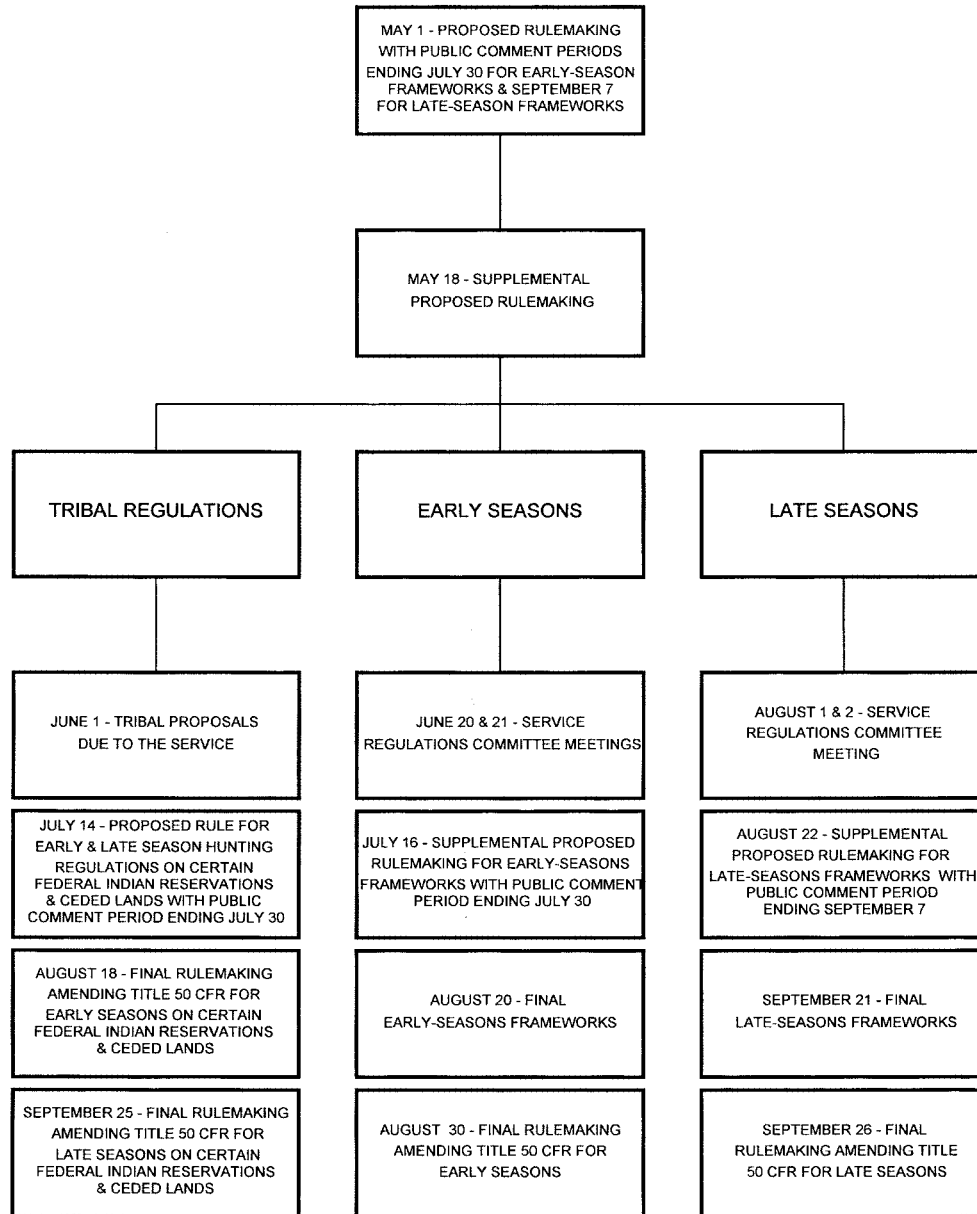 MAY 1 - PROPOSED RULEMAKING
WITH PUBLIC COMMENT PERIODS
ENDING JULY 30 FOR EARLY-SEASON
FRAMEWORKS & SEPTEMBER 7
FOR LATE-SEASON FRAMEWORKS
MAY 18 - SUPPLEMENTAL
PROPOSED RULEMAKING
TRIBAL REGULATIONS
EARLY SEASONS
LATE SEASONS
JUNE 1 - TRIBAL PROPOSALS
DUE TO THE SERVICE
JUNE 20 & 21 - SERVICE
REGULATIONS COMMITTEE MEETINGS
AUGUST 1 & 2 - SERVICE
REGULATIONS COMMITTEE
MEETING
JULY 14 - PROPOSED RULE FOR
EARLY & LATE SEASON HUNTING
REGULATIONS ON CERTAIN
FEDERAL INDIAN RESERVATIONS
& CEDED LANDS WITH PUBLIC
COMMENT PERIOD ENDING JULY 30
JULY 16 - SUPPLEMENTAL PROPOSED
RULEMAKING FOR EARLY-SEASONS
FRAMEWORKS WITH PUBLIC COMMENT
PERIOD ENDING JULY 30
AUGUST 22 - SUPPLEMENTAL
PROPOSED RULEMAKING FOR
LATE-SEASONS FRAMEWORKS WITH
PUBLIC COMMENT PERIOD
ENDING SEPTEMBER 7
AUGUST 18 - FINAL RULEMAKING
AMENDING TITLE 50 CFR FOR
EARLY SEASONS ON CERTAIN
FEDERAL INDIAN RESERVATIONS
& CEDED LANDS
AUGUST 20 - FINAL
EARLY-SEASONS FRAMEWORKS
SEPTEMBER 21 - FINAL
LATE-SEASONS FRAMEWORKS
SEPTEMBER 25 - FINAL RULEMAKING
AMENDING TITLE 50 CFR FOR
LATE SEASONS ON CERTAIN
FEDERAL INDIAN RESERVATIONS
& CEDED LANDS
AUGUST 30 - FINAL RULEMAKING
AMENDING TITLE 50 CFR FOR
EARLY SEASONS
SEPTEMBER 26 - FINAL
RULEMAKING AMENDING TITLE
50 CFR FOR LATE SEASONS